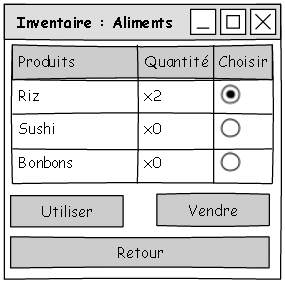 Inventaire : Aliments
Produits Quantité Choisir
Riz x2
Sushi x0
Bonbons x0
Utiliser Vendre
Retour